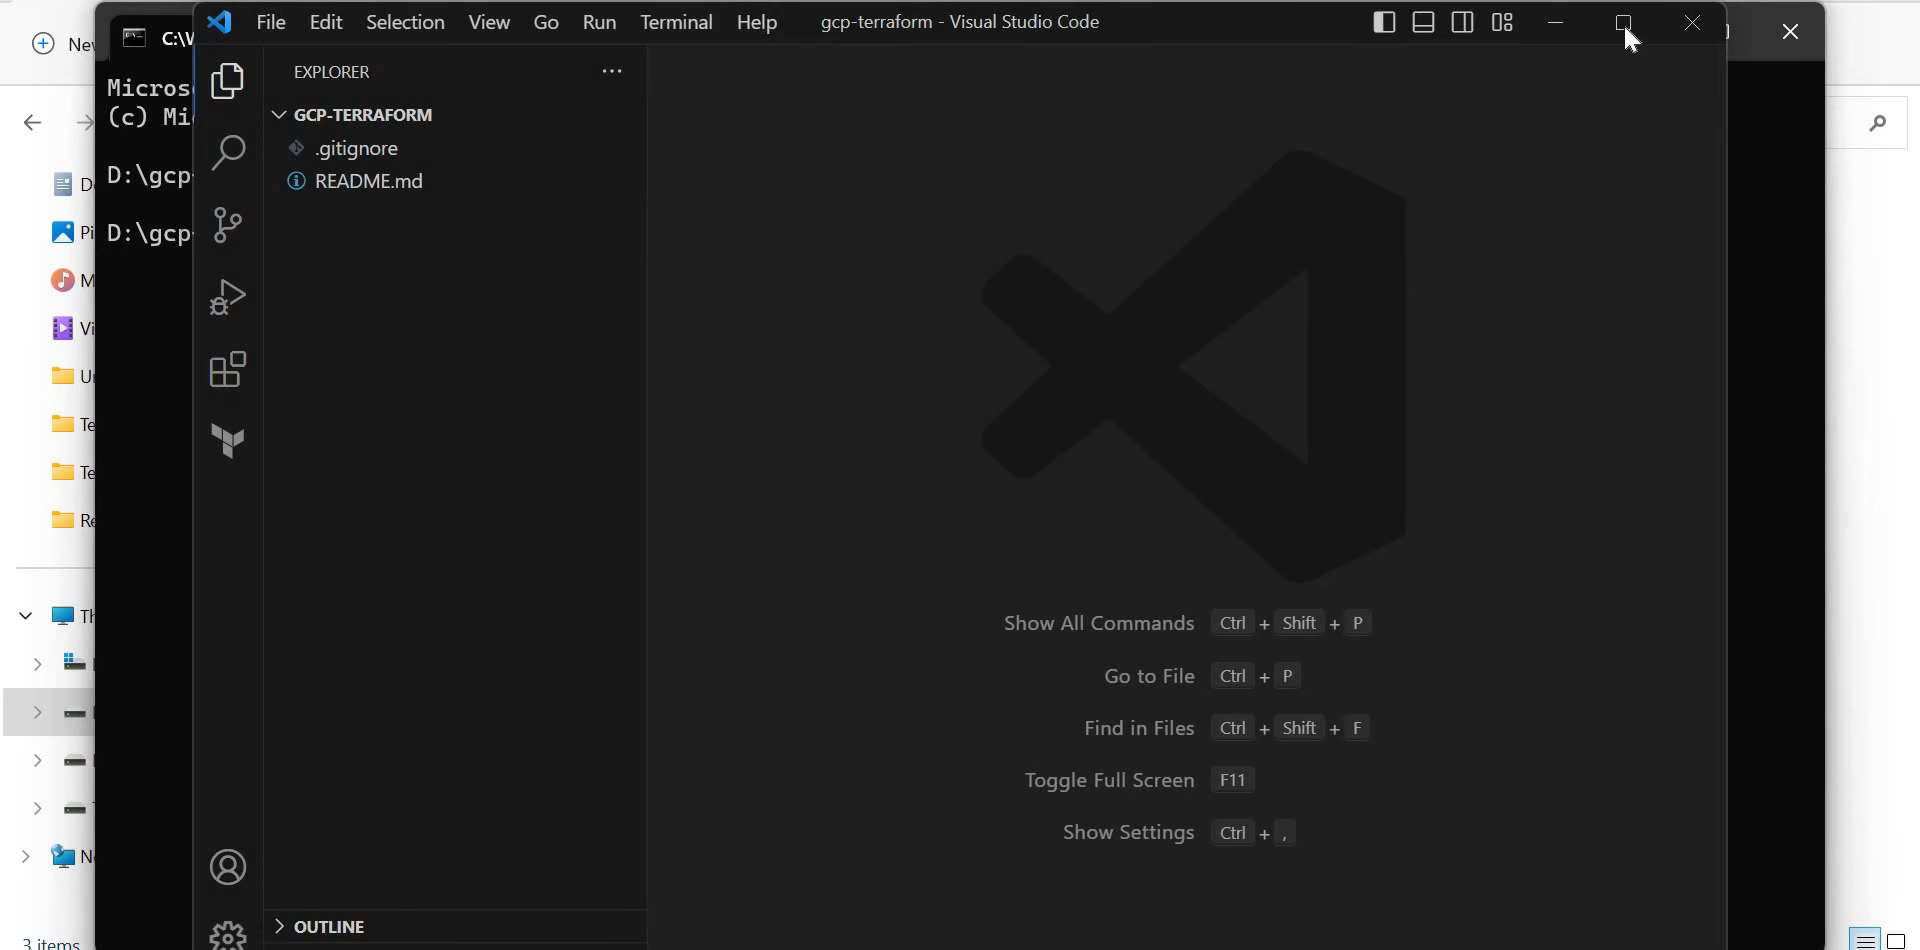 File Edit Selection View Go Run Terminal Help gcp-terraform - Visual Studio Code
EXPLORER
GCP-TERRAFORM
.gitignore
README.md
(c)
D:\gcp
D:\gcp
Show All Commands Ctrl + Shift + P
Go to File Ctrl + P
Find in Files Ctrl + Shift + F
Toggle Full Screen F11
Show Settings Ctrl + ,
OUTLINE
3 items